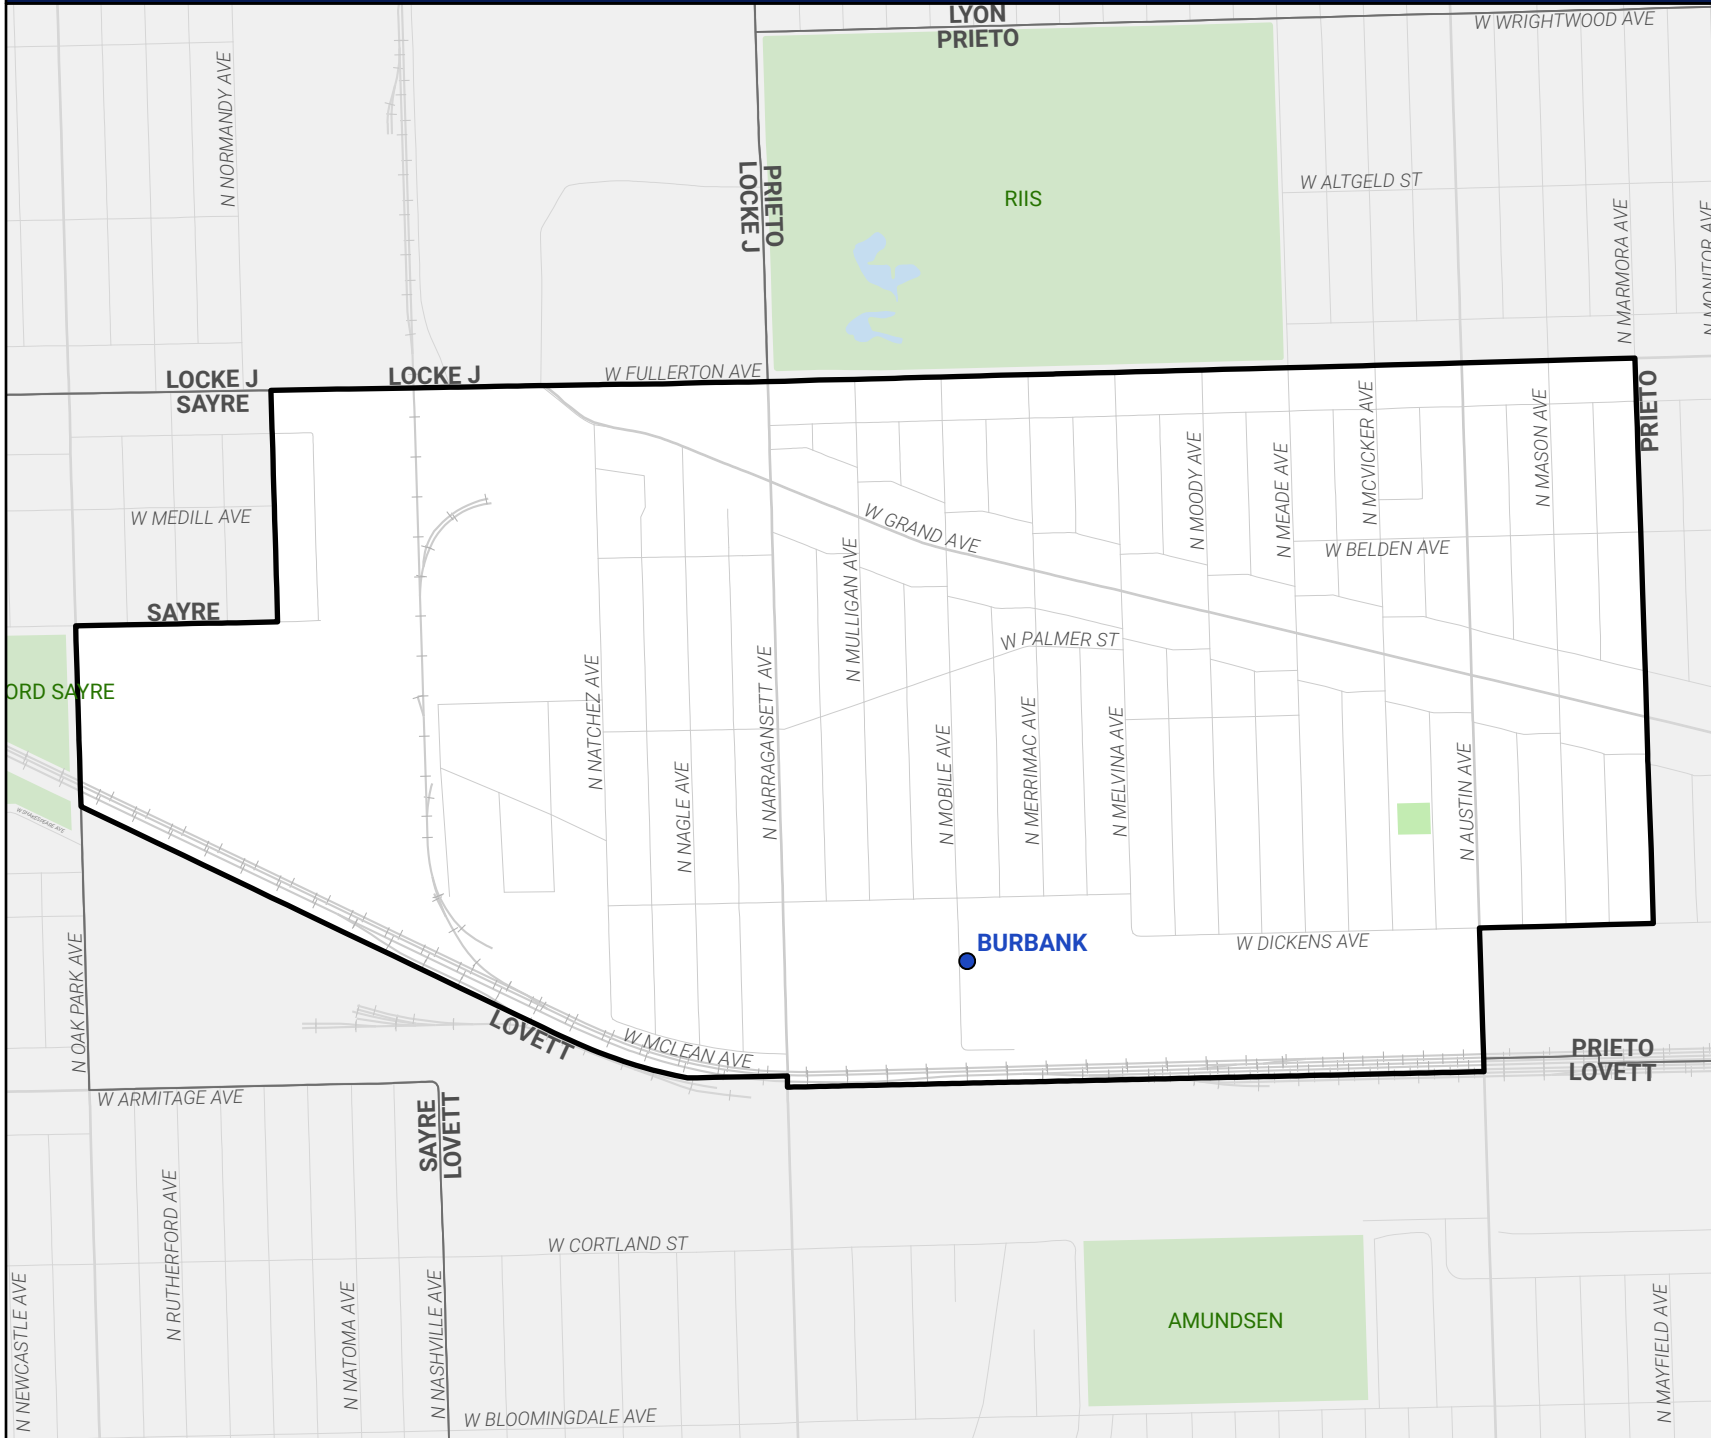 LYON
PRIETO
W WRIGHTWOOD AVE
N NORMANDY AVE
PRIETO
LOCKE J
RIIS
W ALTGELD ST
N MARMORA AVE
N MONITOR AVE
LOCKE J
SAYRE
LOCKE J
W FULLERTON AVE
PRIETO
N MCVICKER AVE
N MASON AVE
N MOODY AVE
N MEADE AVE
W MEDILL AVE
W GRAND AVE
W BELDEN AVE
N MULLIGAN AVE
SAYRE
W PALMER ST
ORD SAYRE
N NATCHEZ AVE
N NARRAGANSETT AVE
N MERRIMAC AVE
N MELVINA AVE
N MOBILE AVE
N NAGLE AVE
N AUSTIN AVE
BURBANK
W DICKENS AVE
N OAK PARK AVE
LOVETT
W MCLEAN AVE
PRIETO
LOVETT
W ARMITAGE AVE
SAYRE
LOVETT
N RUTHERFORD AVE
W CORTLAND ST
N NEWCASTLE AVE
N NATOMA AVE
N NASHVILLE AVE
AMUNDSEN
N MAYFIELD AVE
W BLOOMINGDALE AVE